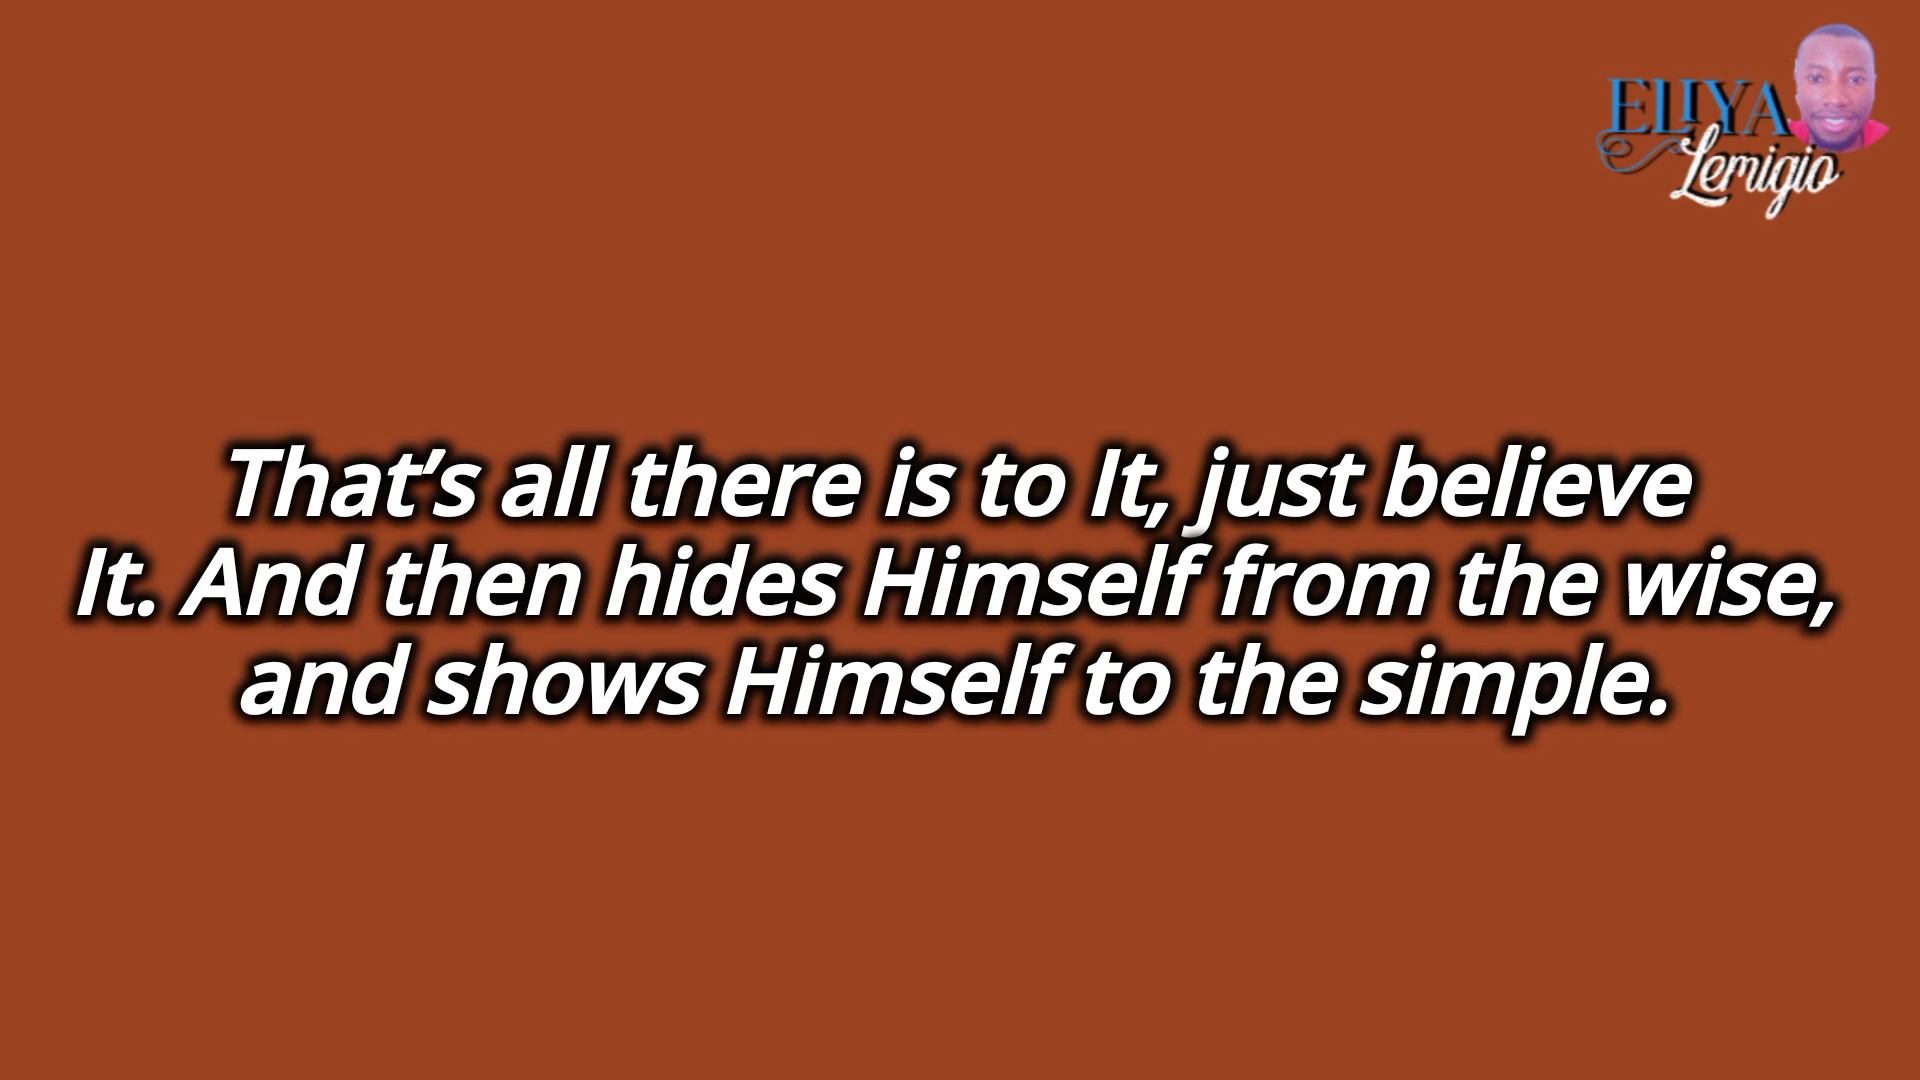 ELIYA
Lemigio
That’s all there is to It, just believe
It. And then hides Himself from the wise,
and shows Himself to the simple.